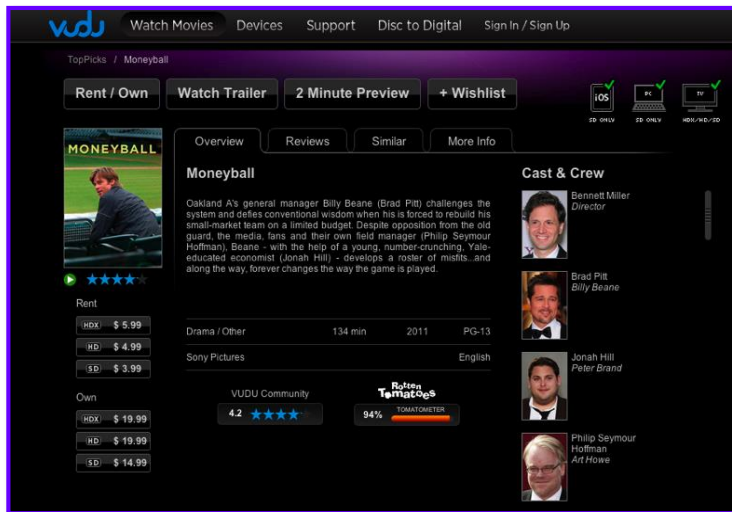 vudu Watch Movies Devices Support Disc to Digital Sign In / Sign Up
TopPicks / Moneyball
Rent / Own Watch Trailer 2 Minute Preview + Wishlist
iOS PC TV
SD ONLY SD ONLY HDX/HD/SD
MONEYBALL
Overview Reviews Similar More Info
Moneyball
Oakland A's general manager Billy Beane (Brad Pitt) challenges the
system and defies conventional wisdom when his is forced to rebuild his
small-market team on a limited budget. Despite opposition from the old
guard, the media, fans and their own field manager (Philip Seymour
Hoffman), Beane - with the help of a young, number-crunching, Yale-
educated economist (Jonah Hill) - develops a roster of misfits...and
along the way, forever changes the way the game is played.
Drama / Other 134 min 2011 PG-13
Sony Pictures English
VUDU Community
4.2
Rotten
Tomatoes
94% TOMATOMETER
Rent
HDX $ 5.99
HD $ 4.99
SD $ 3.99
Own
HDX $ 19.99
HD $ 19.99
SD $ 14.99
Cast & Crew
Bennett Miller
Director
Brad Pitt
Billy Beane
Jonah Hill
Peter Brand
Philip Seymour
Hoffman
Art Howe